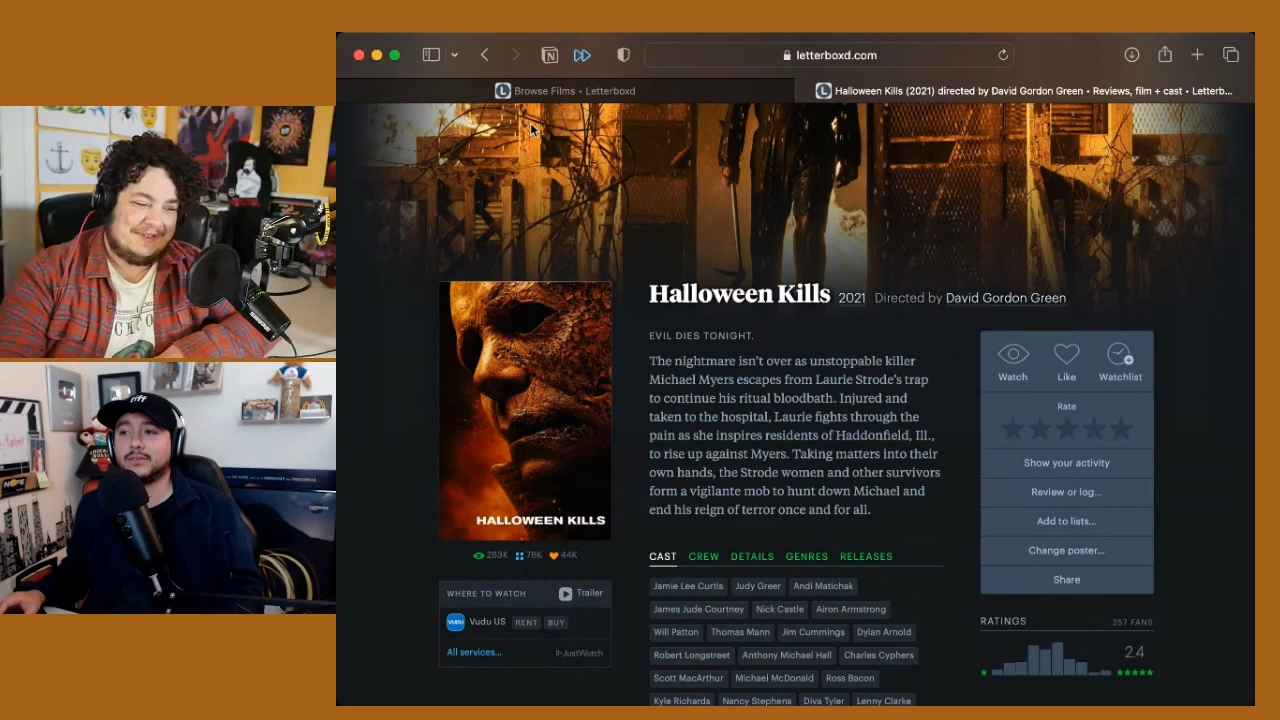 letterboxd.com
Browse Films • Letterboxd
Halloween Kills (2021) directed by David Gordon Green • Reviews, film + cast • Letterb...
Halloween Kills 2021 Directed by David Gordon Green
EVIL DIES TONIGHT.
The nightmare isn’t over as unstoppable killer
Michael Myers escapes from Laurie Strode’s trap
to continue his ritual bloodbath. Injured and
taken to the hospital, Laurie fights through the
pain as she inspires residents of Haddonfield, Ill.,
to rise up against Myers. Taking matters into their
own hands, the Strode women and other survivors
form a vigilante mob to hunt down Michael and
end his reign of terror once and for all.
CAST CREW DETAILS GENRES RELEASES
Jamie Lee Curtis Judy Greer Andi Matichak
James Jude Courtney Nick Castle Airon Armstrong
Will Patton Thomas Mann Jim Cummings Dylan Arnold
Robert Longstreet Anthony Michael Hall Charles Cyphers
Scott MacArthur Michael McDonald Ross Bacon
Kyle Richards Nancy Stephens Diva Tyler Lenny Clarke
HALLOWEEN KILLS
283K 78K 44K
WHERE TO WATCH Trailer
VUDU Vudu US RENT BUY
All services... JustWatch
Watch Like Watchlist
Rate
Show your activity
Review or log...
Add to lists...
Change poster...
Share
RATINGS 257 FANS
2.4
SHURE
NOPE